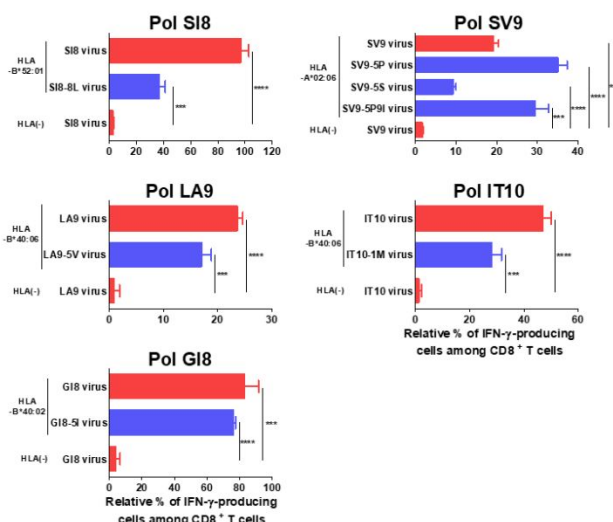 Pol SI8
HLA
-B*52:01
SI8 virus
SI8-8L virus
HLA(-)
SI8 virus
***
****
0 20 40 60 80 100 120
Pol SV9
HLA
-A*02:06
SV9 virus
SV9-5P virus
SV9-5S virus
SV9-5P9I virus
HLA(-)
SV9 virus
***
****
****
0 10 20 30 40
Pol LA9
HLA
-B*40:06
LA9 virus
LA9-5V virus
HLA(-)
LA9 virus
***
****
0 10 20 30
Pol IT10
HLA
-B*40:06
IT10 virus
IT10-1M virus
HLA(-)
IT10 virus
***
****
0 20 40 60
Relative % of IFN-γ-producing
cells among CD8 + T cells
Pol GI8
HLA
-B*40:02
GI8 virus
GI8-5I virus
HLA(-)
GI8 virus
****
***
0 20 40 60 80 100
Relative % of IFN-γ-producing
cells among CD8 + T cells